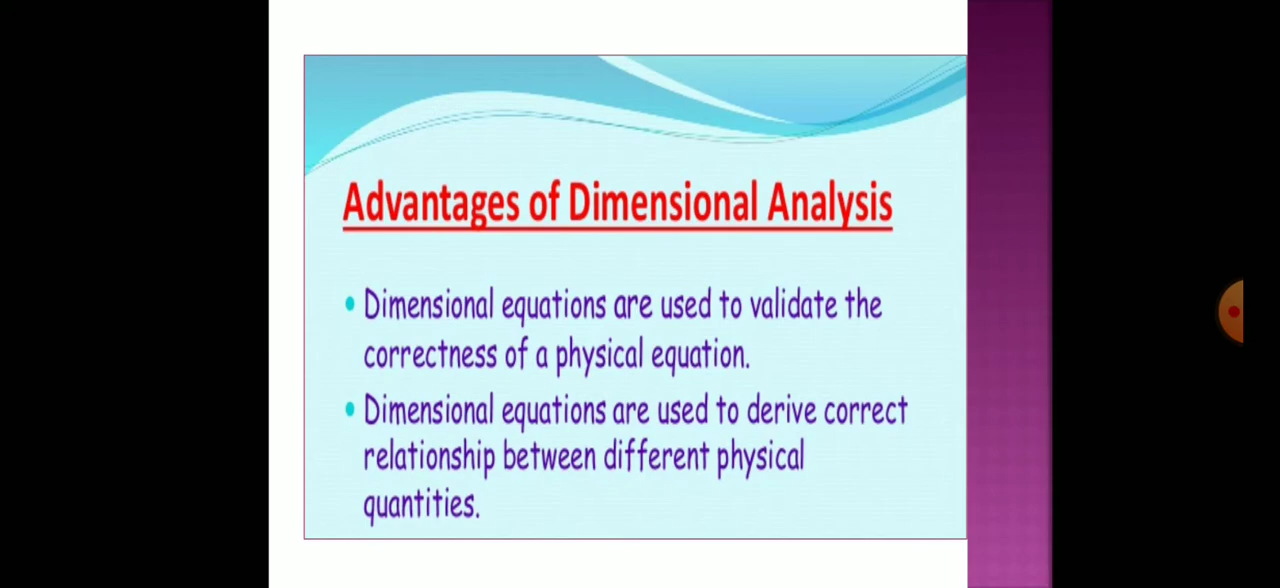 Advantages of Dimensional Analysis
Dimensional equations are used to validate the
correctness of a physical equation.
Dimensional equations are used to derive correct
relationship between different physical
quantities.